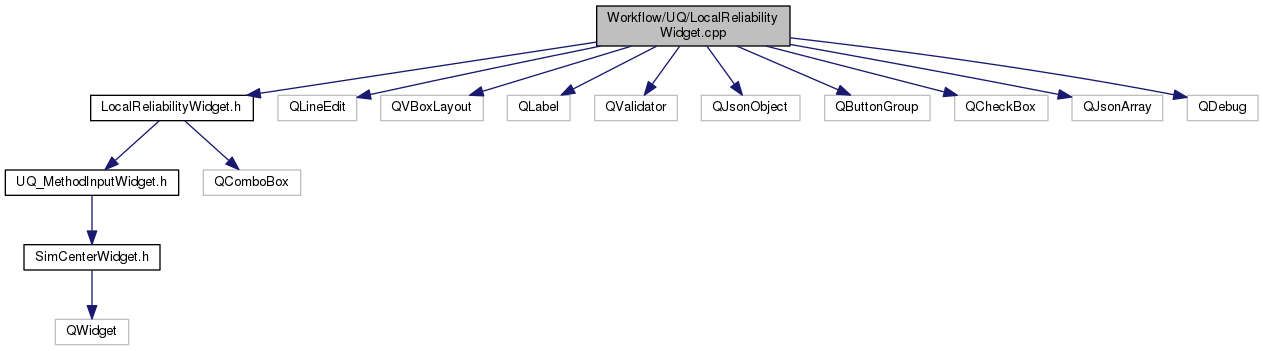 Workflow/UQ/LocalReliability
Widget.cpp
LocalReliabilityWidget.h
QLineEdit
QVBoxLayout
QLabel
QValidator
QJsonObject
QButtonGroup
QCheckBox
QJsonArray
QDebug
UQ_MethodInputWidget.h
QComboBox
SimCenterWidget.h
QWidget